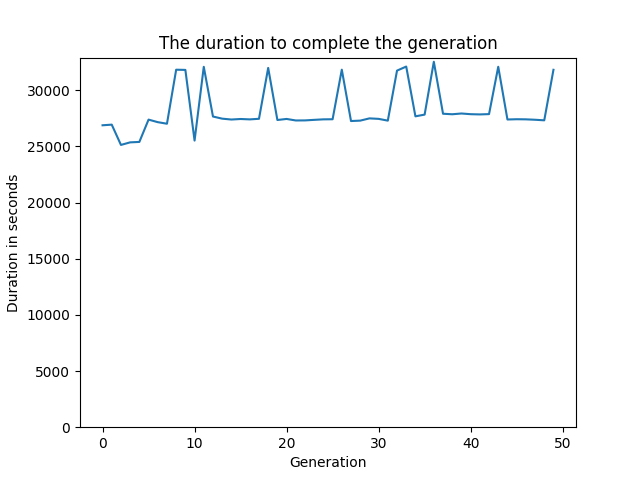 The duration to complete the generation
30000
25000
20000
15000
10000
5000
0
Duration in seconds
0 10 20 30 40 50
Generation